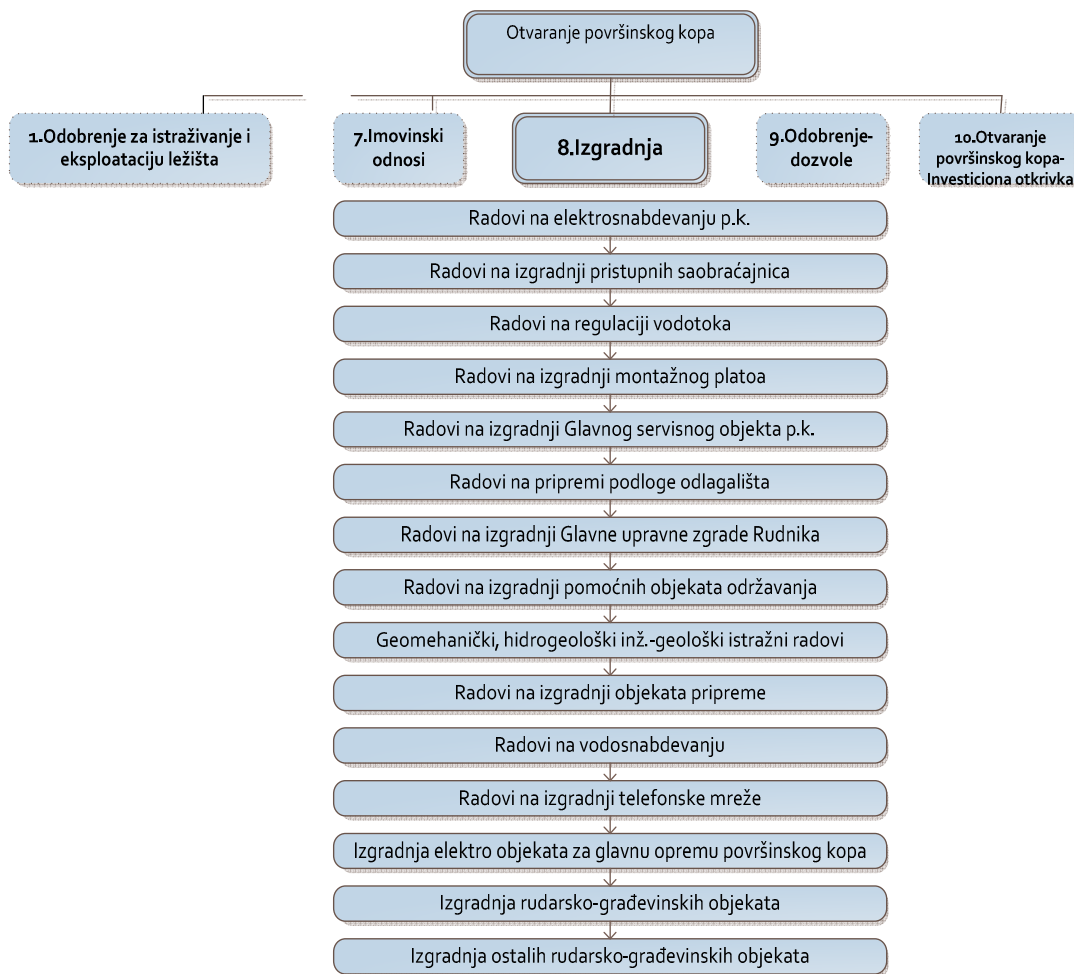 Otvaranje površinskog kopa
1.Odobrenje za istraživanje i
eksploataciju ležišta
7.Imovinski
odnosi
8.Izgradnja
9.Odobrenje-
dozvole
10.Otvaranje
površinskog kopa-
Investiciona otkrivka
Radovi na elektrosnabdevanju p.k.
Radovi na izgradnji pristupnih saobraćajnica
Radovi na regulaciji vodotoka
Radovi na izgradnji montažnog platoa
Radovi na izgradnji Glavnog servisnog objekta p.k.
Radovi na pripremi podloge odlagališta
Radovi na izgradnji Glavne upravne zgrade Rudnika
Radovi na izgradnji pomoćnih objekata održavanja
Geomehanički, hidrogeološki inž.-geološki istražni radovi
Radovi na izgradnji objekata pripreme
Radovi na vodosnabdevanju
Radovi na izgradnji telefonske mreže
Izgradnja elektro objekata za glavnu opremu površinskog kopa
Izgradnja rudarsko-građevinskih objekata
Izgradnja ostalih rudarsko-građevinskih objekata